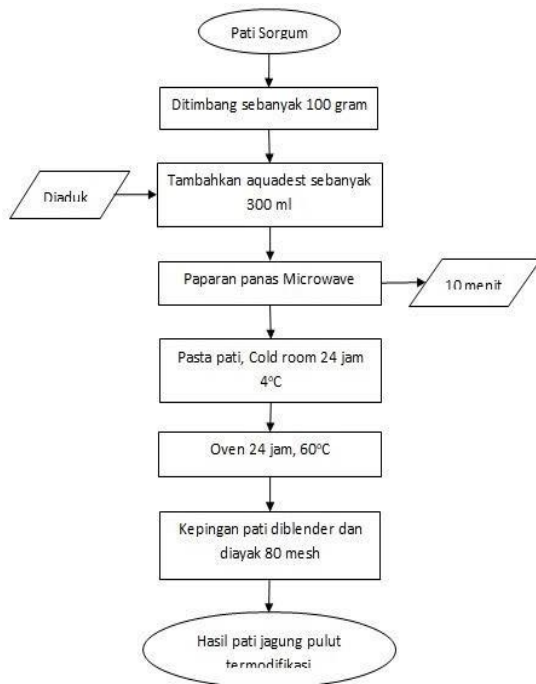 Pati Sorgum
Ditimbang sebanyak 100 gram
Diaduk
Tambahkan aquadest sebanyak
300 ml
Paparan panas Microwave
10 menit
Pasta pati, Cold room 24 jam
4°C
Oven 24 jam, 60°C
Kepingan pati diblender dan
diayak 80 mesh
Hasil pati jagung pulut
termodifikasi